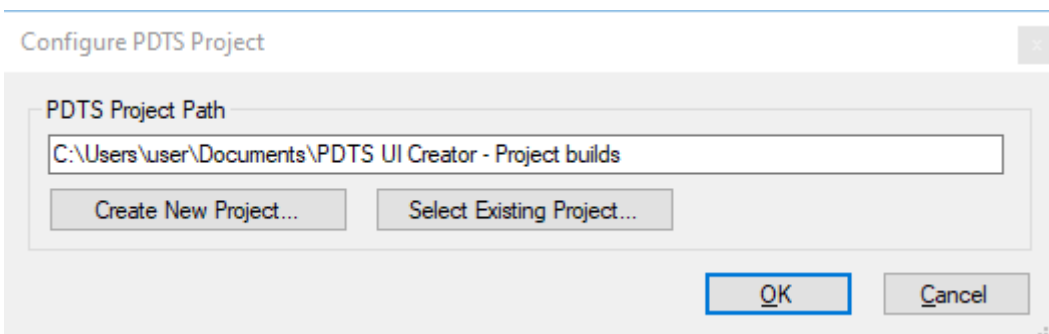 Configure PDTS Project
x
PDTS Project Path
C:\Users\user\Documents\PDTS UI Creator - Project builds
Create New Project... Select Existing Project...
OK Cancel